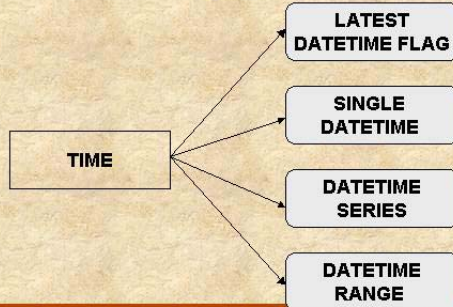 LATEST
DATETIME FLAG
SINGLE
DATETIME
TIME
DATETIME
SERIES
DATETIME
RANGE